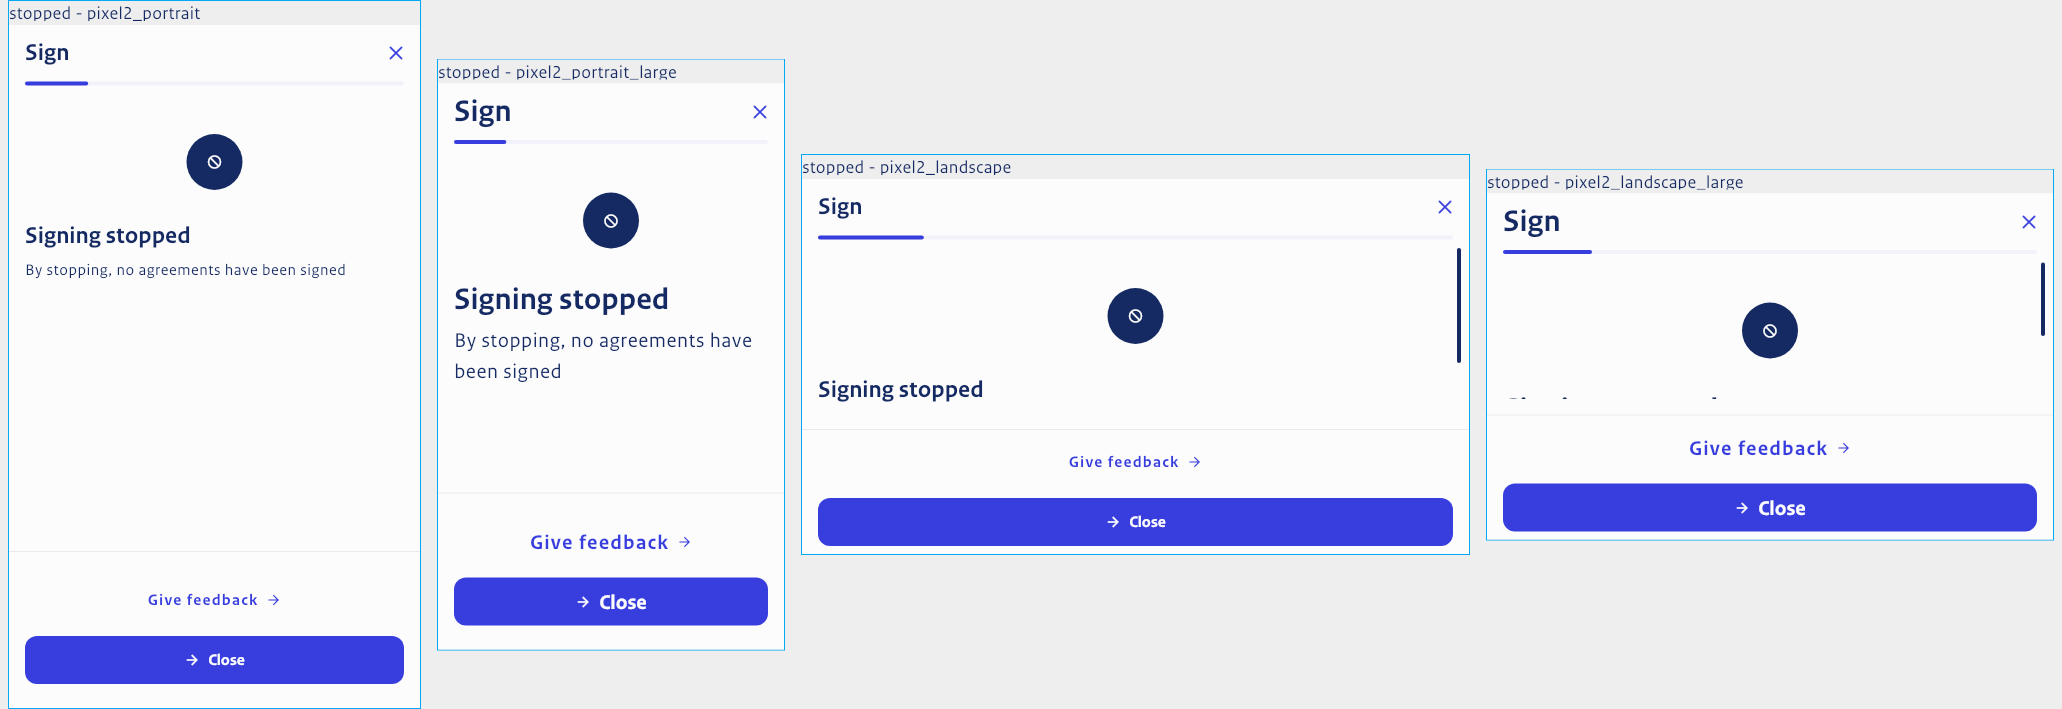 stopped - pixel2_portrait
Sign
Signing stopped
By stopping, no agreements have been signed
Give feedback
Close
stopped - pixel2_portrait_large
Sign
Signing stopped
By stopping, no agreements have
been signed
Give feedback
Close
stopped - pixel2_landscape
Sign
Signing stopped
Give feedback
Close
stopped - pixel2_landscape_large
Sign
Give feedback
Close